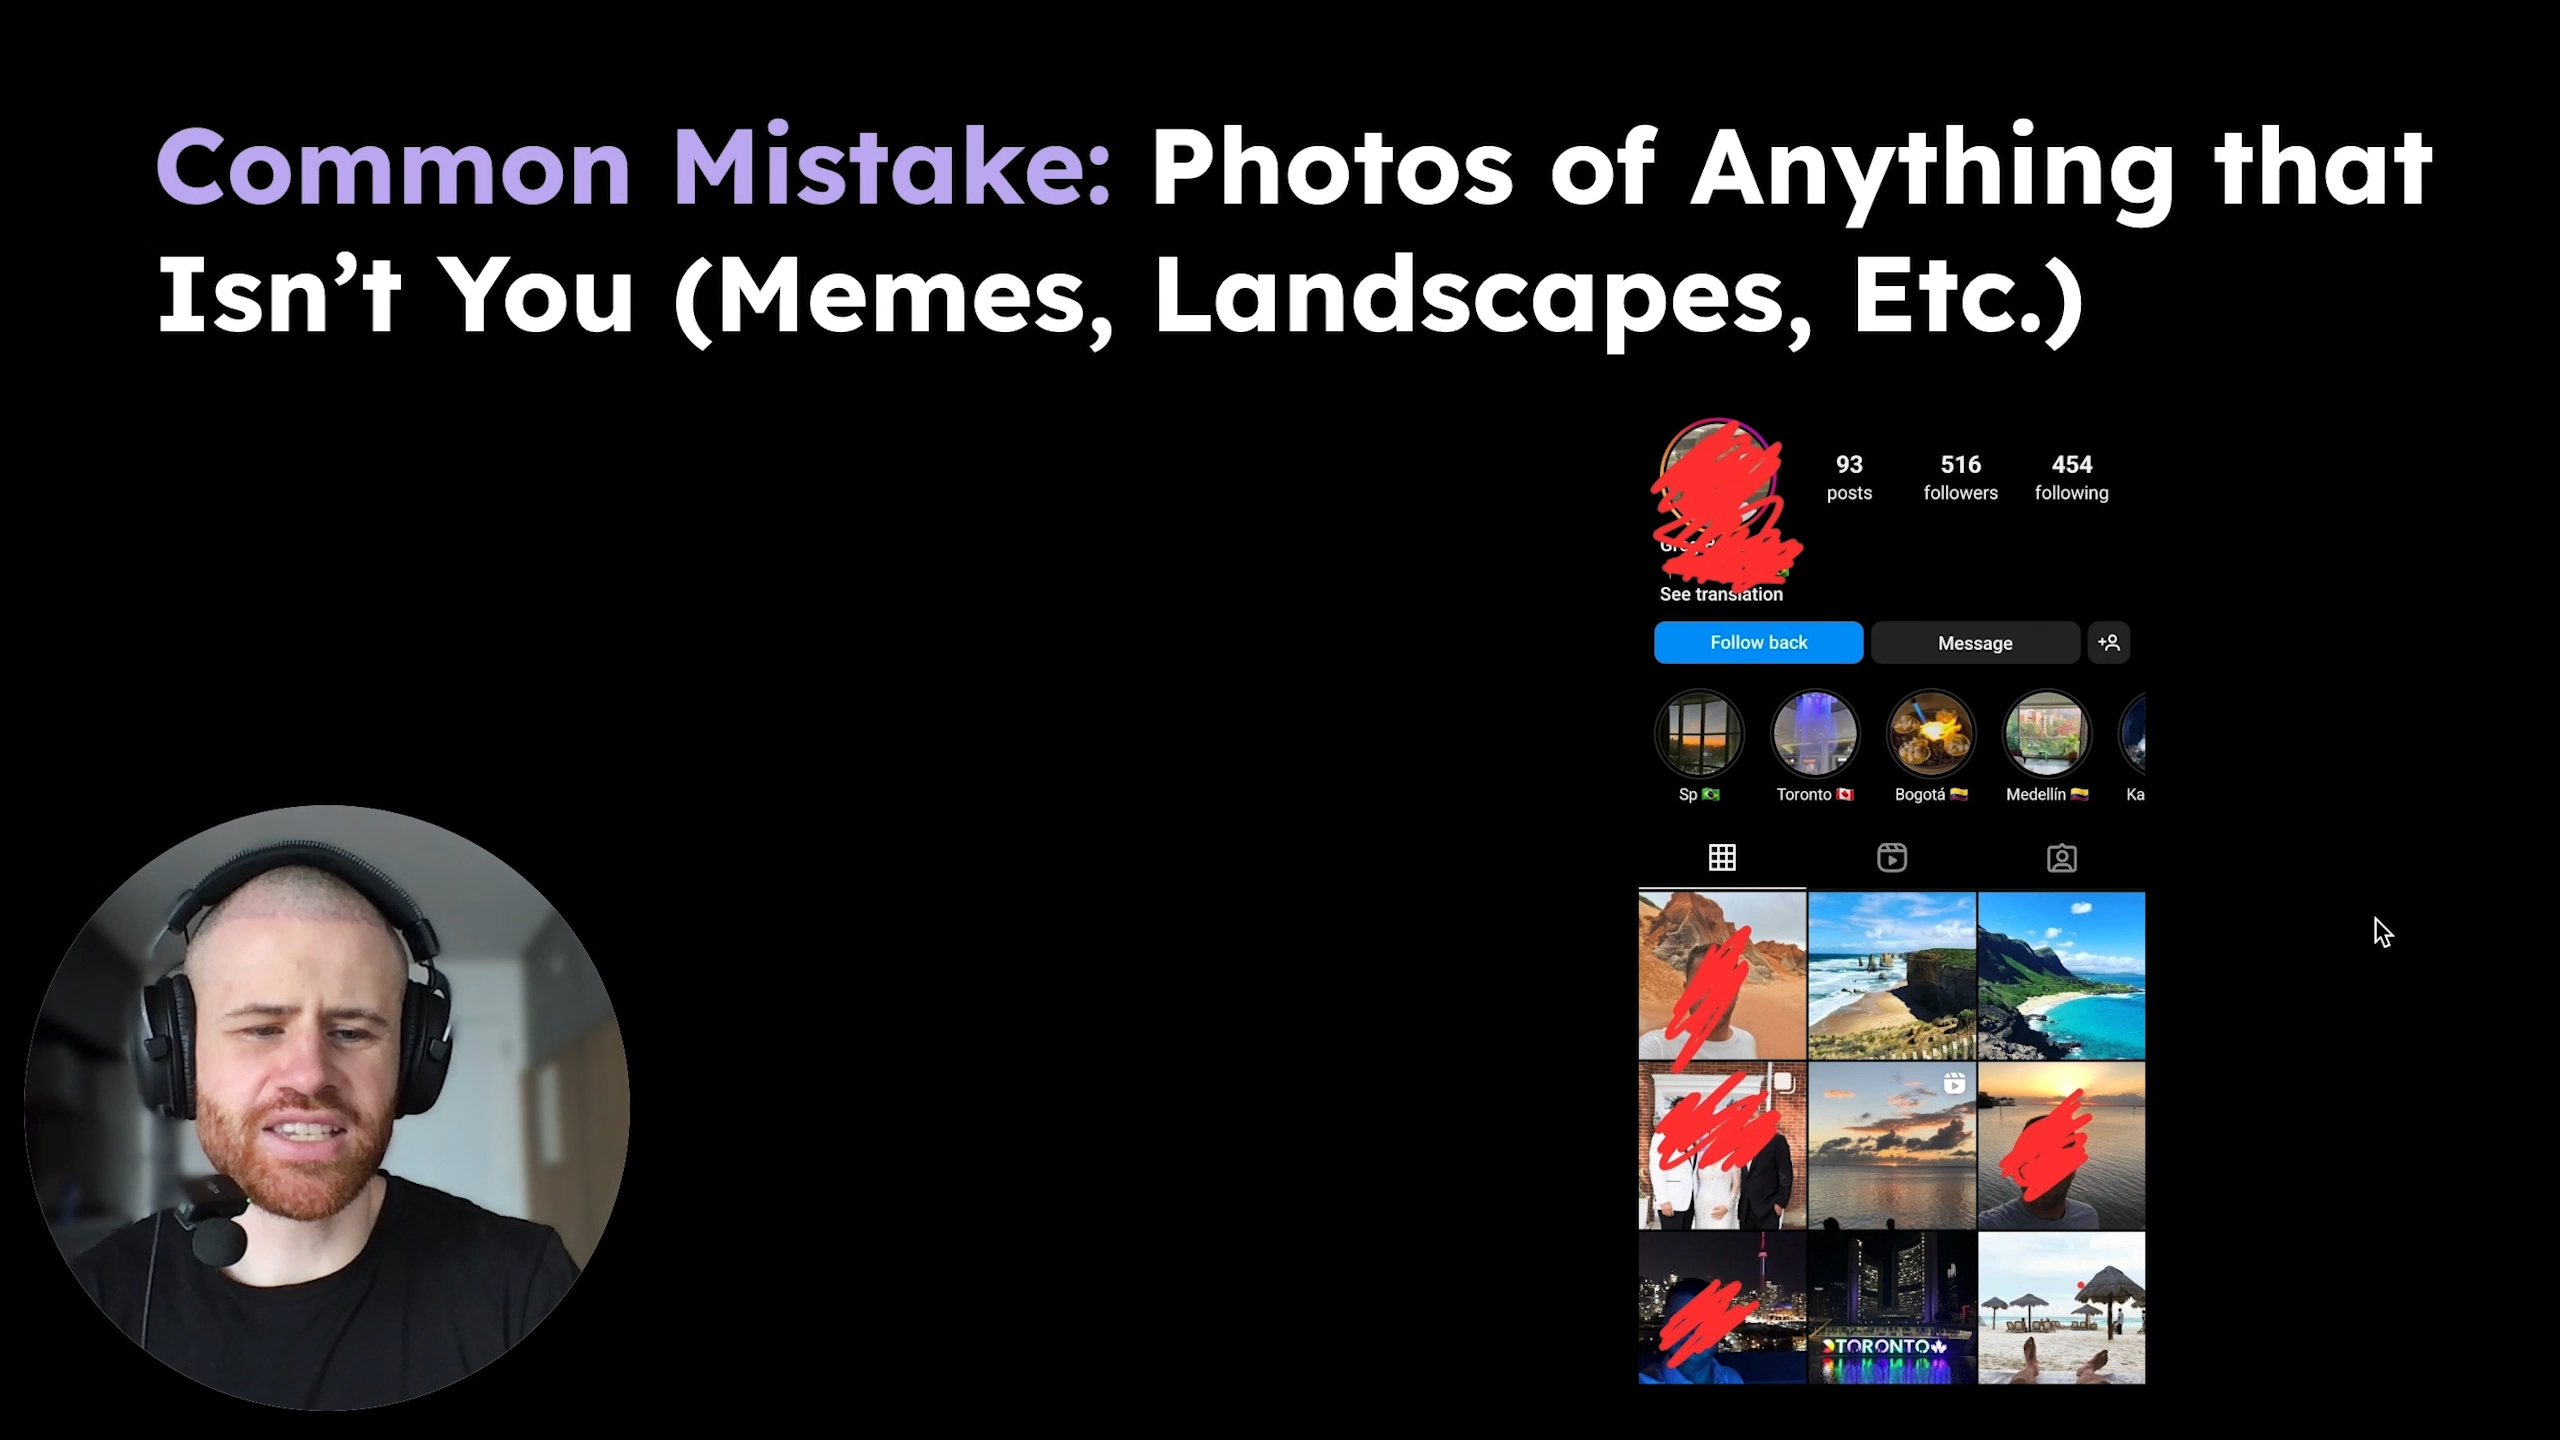 Common Mistake: Photos of Anything that
Isn’t You (Memes, Landscapes, Etc.)
93
posts
516
followers
454
following
See translation
Follow back
Message
Sp 🇧🇷
Toronto 🇨🇦
Bogotá 🇨🇴
Medellín 🇨🇴
Ka
TORONTO